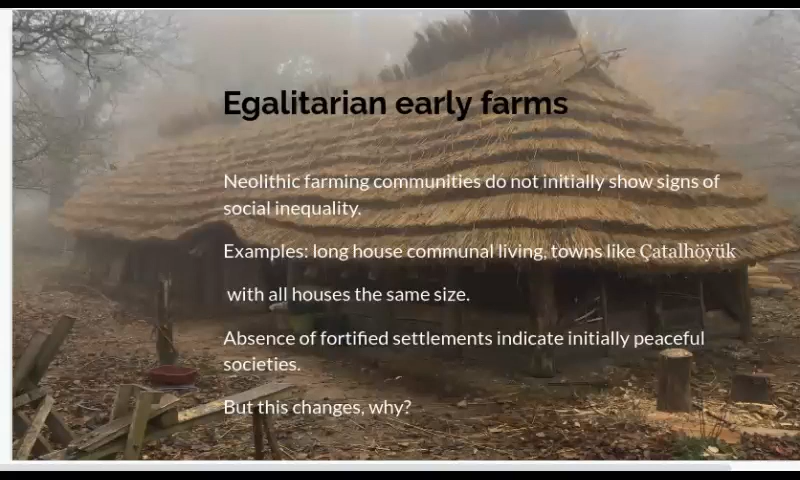 Egalitarian early farms
Neolithic farming communities do not initially show signs of
social inequality.
Examples: long house communal living, towns like Çatalhöyük
with all houses the same size.
Absence of fortified settlements indicate initially peaceful
societies.
But this changes, why?